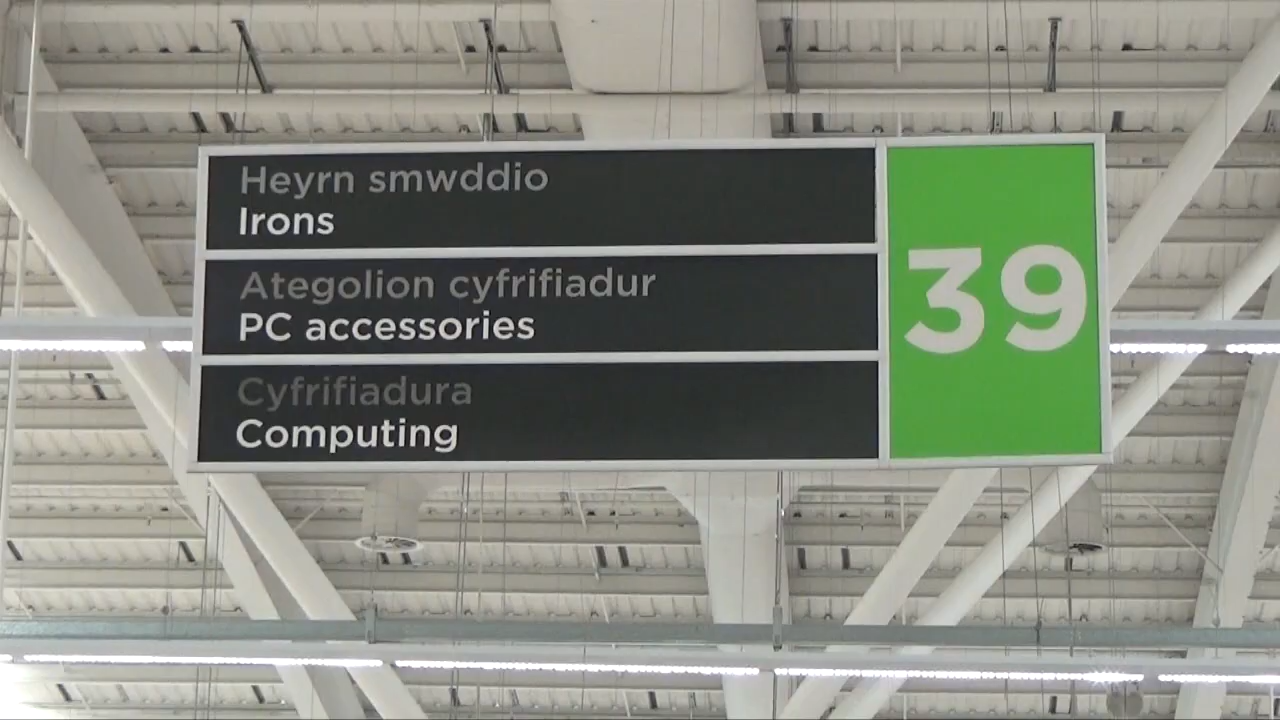 Heyrn smwddio
Irons
Ategolion cyfrifiadur
PC accessories
Cyfrifiadura
Computing
39